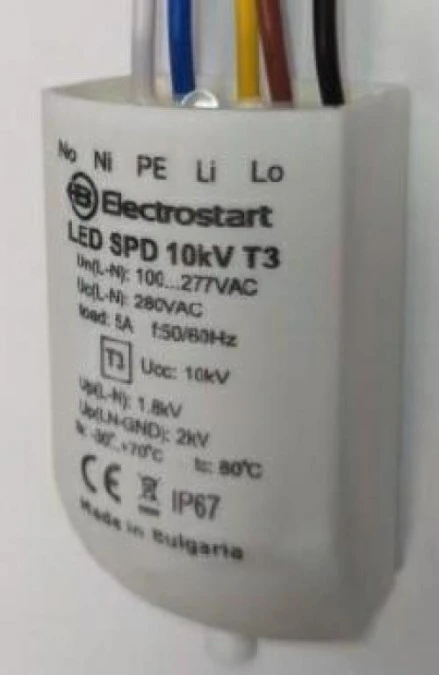 No Ni PE Li Lo
Electrostart
LED SPD 10kV T3
Un(L-N): 100...277VAC
Uc(L-N): 280VAC
load: 5A f:50/60Hz
T3 Ucc: 10kV
Up(L-N): 1.8kV
Up(LN-GND): 2kV
+70°C tc: 80°C
CE IP67
Made in Bulgaria